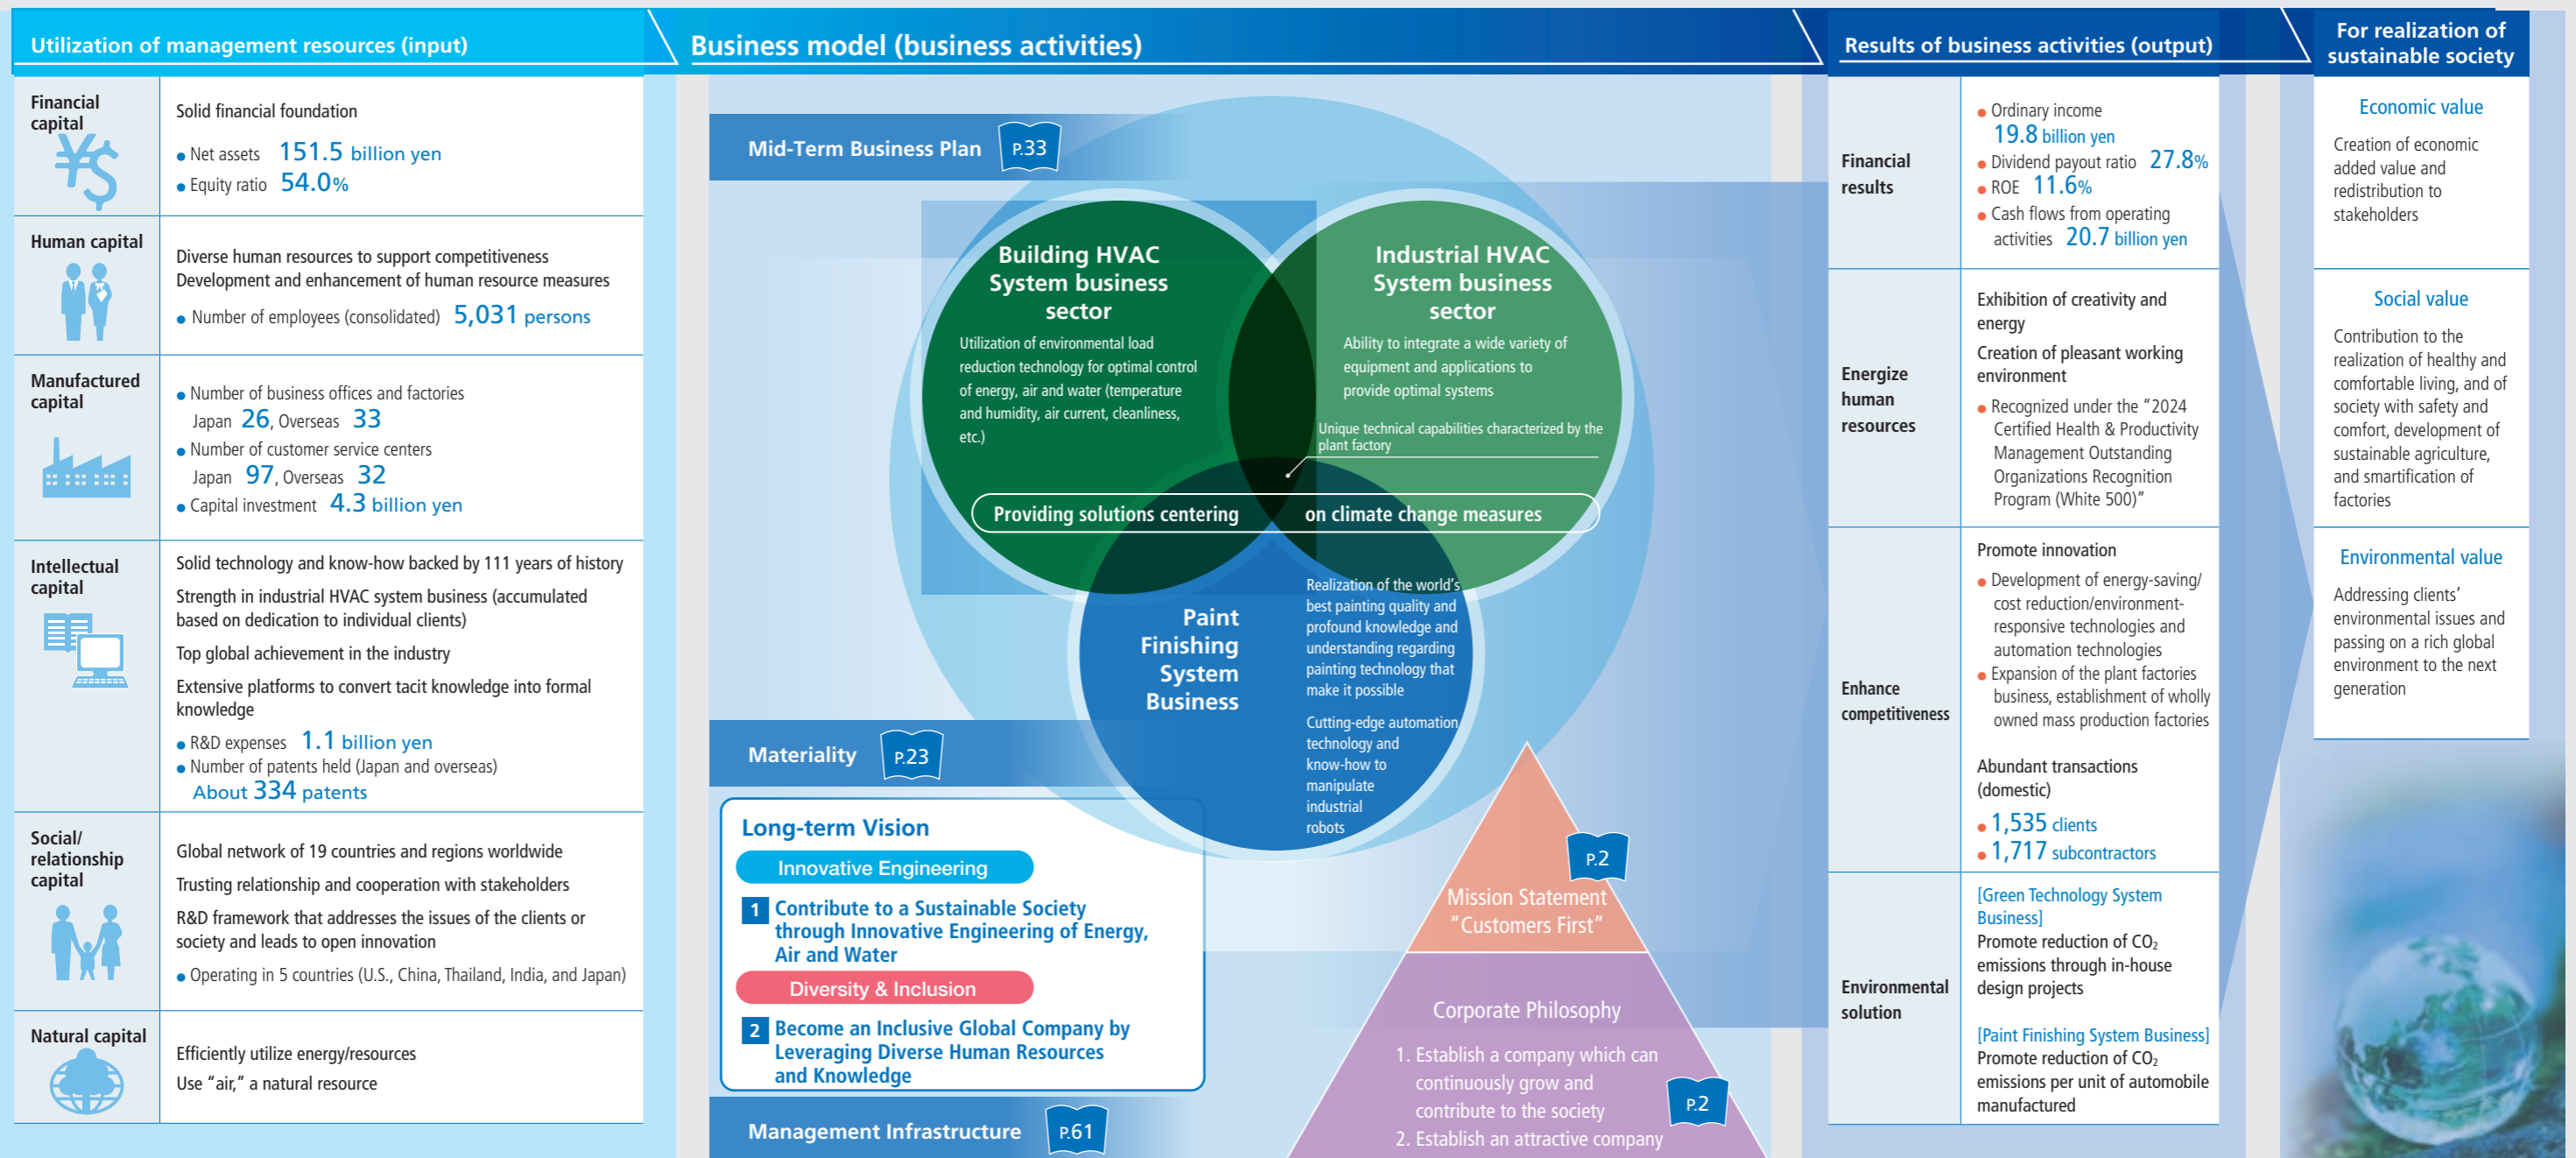 Utilization of management resources (input)
Financial
capital
Solid financial foundation
● Net assets 151.5 billion yen
● Equity ratio 54.0%
Human capital
Diverse human resources to support competitiveness
Development and enhancement of human resource measures
● Number of employees (consolidated) 5,031 persons
Manufactured
capital
● Number of business offices and factories
Japan 26, Overseas 33
● Number of customer service centers
Japan 97, Overseas 32
● Capital investment 4.3 billion yen
Intellectual
capital
Solid technology and know-how backed by 111 years of history
Strength in industrial HVAC system business (accumulated
based on dedication to individual clients)
Top global achievement in the industry
Extensive platforms to convert tacit knowledge into formal
knowledge
● R&D expenses 1.1 billion yen
● Number of patents held (Japan and overseas)
About 334 patents
Social/
relationship
capital
Global network of 19 countries and regions worldwide
Trusting relationship and cooperation with stakeholders
R&D framework that addresses the issues of the clients or
society and leads to open innovation
● Operating in 5 countries (U.S., China, Thailand, India, and Japan)
Natural capital
Efficiently utilize energy/resources
Use “air,” a natural resource
Business model (business activities)
Mid-Term Business Plan P.33
Building HVAC
System business
sector
Utilization of environmental load
reduction technology for optimal control
of energy, air and water (temperature
and humidity, air current, cleanliness,
etc.)
Industrial HVAC
System business
sector
Ability to integrate a wide variety of
equipment and applications to
provide optimal systems
Unique technical capabilities characterized by the
plant factory
Providing solutions centering on climate change measures
Paint
Finishing
System
Business
Realization of the world’s
best painting quality and
profound knowledge and
understanding regarding
painting technology that
make it possible
Cutting-edge automation
technology and
know-how to
manipulate
industrial
robots
Materiality P.23
Long-term Vision
Innovative Engineering
1 Contribute to a Sustainable Society
through Innovative Engineering of Energy,
Air and Water
Diversity & Inclusion
2 Become an Inclusive Global Company by
Leveraging Diverse Human Resources
and Knowledge
Management Infrastructure P.61
P.2
Mission Statement
“Customers First”
Corporate Philosophy
1. Establish a company which can
continuously grow and
contribute to the society
P.2
2. Establish an attractive company
Results of business activities (output)
Financial
results
● Ordinary income
19.8 billion yen
● Dividend payout ratio 27.8%
● ROE 11.6%
● Cash flows from operating
activities 20.7 billion yen
Energize
human
resources
Exhibition of creativity and
energy
Creation of pleasant working
environment
● Recognized under the “2024
Certified Health & Productivity
Management Outstanding
Organizations Recognition
Program (White 500)”
Enhance
competitiveness
Promote innovation
● Development of energy-saving/
cost reduction/environment-
responsive technologies and
automation technologies
● Expansion of the plant factories
business, establishment of wholly
owned mass production factories
Abundant transactions
(domestic)
● 1,535 clients
● 1,717 subcontractors
Environmental
solution
[Green Technology System
Business]
Promote reduction of CO₂
emissions through in-house
design projects
[Paint Finishing System Business]
Promote reduction of CO₂
emissions per unit of automobile
manufactured
For realization of
sustainable society
Economic value
Creation of economic
added value and
redistribution to
stakeholders
Social value
Contribution to the
realization of healthy and
comfortable living, and of
society with safety and
comfort, development of
sustainable agriculture,
and smartification of
factories
Environmental value
Addressing clients’
environmental issues and
passing on a rich global
environment to the next
generation